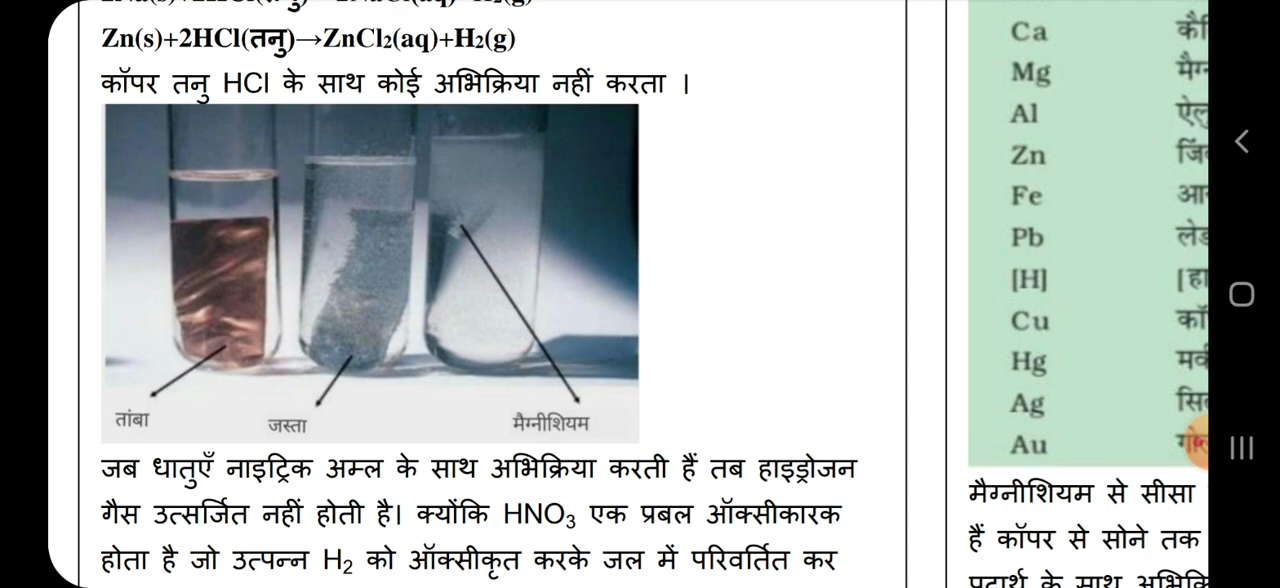 Zn(s)+2HCl(तनु)→ZnCl₂(aq)+H₂(g)
कॉपर तनु HCl के साथ कोई अभिक्रिया नहीं करता ।
तांबा
जस्ता
मैग्नीशियम
जब धातुएँ नाइट्रिक अम्ल के साथ अभिक्रिया करती हैं तब हाइड्रोजन
गैस उत्सर्जित नहीं होती है। क्योंकि HNO₃ एक प्रबल ऑक्सीकारक
होता है जो उत्पन्न H₂ को ऑक्सीकृत करके जल में परिवर्तित कर
Ca
Mg
Al
Zn
Fe
Pb
[H]
Cu
Hg
Ag
Au
मैग्नीशियम से सीसा
हैं कॉपर से सोने तक